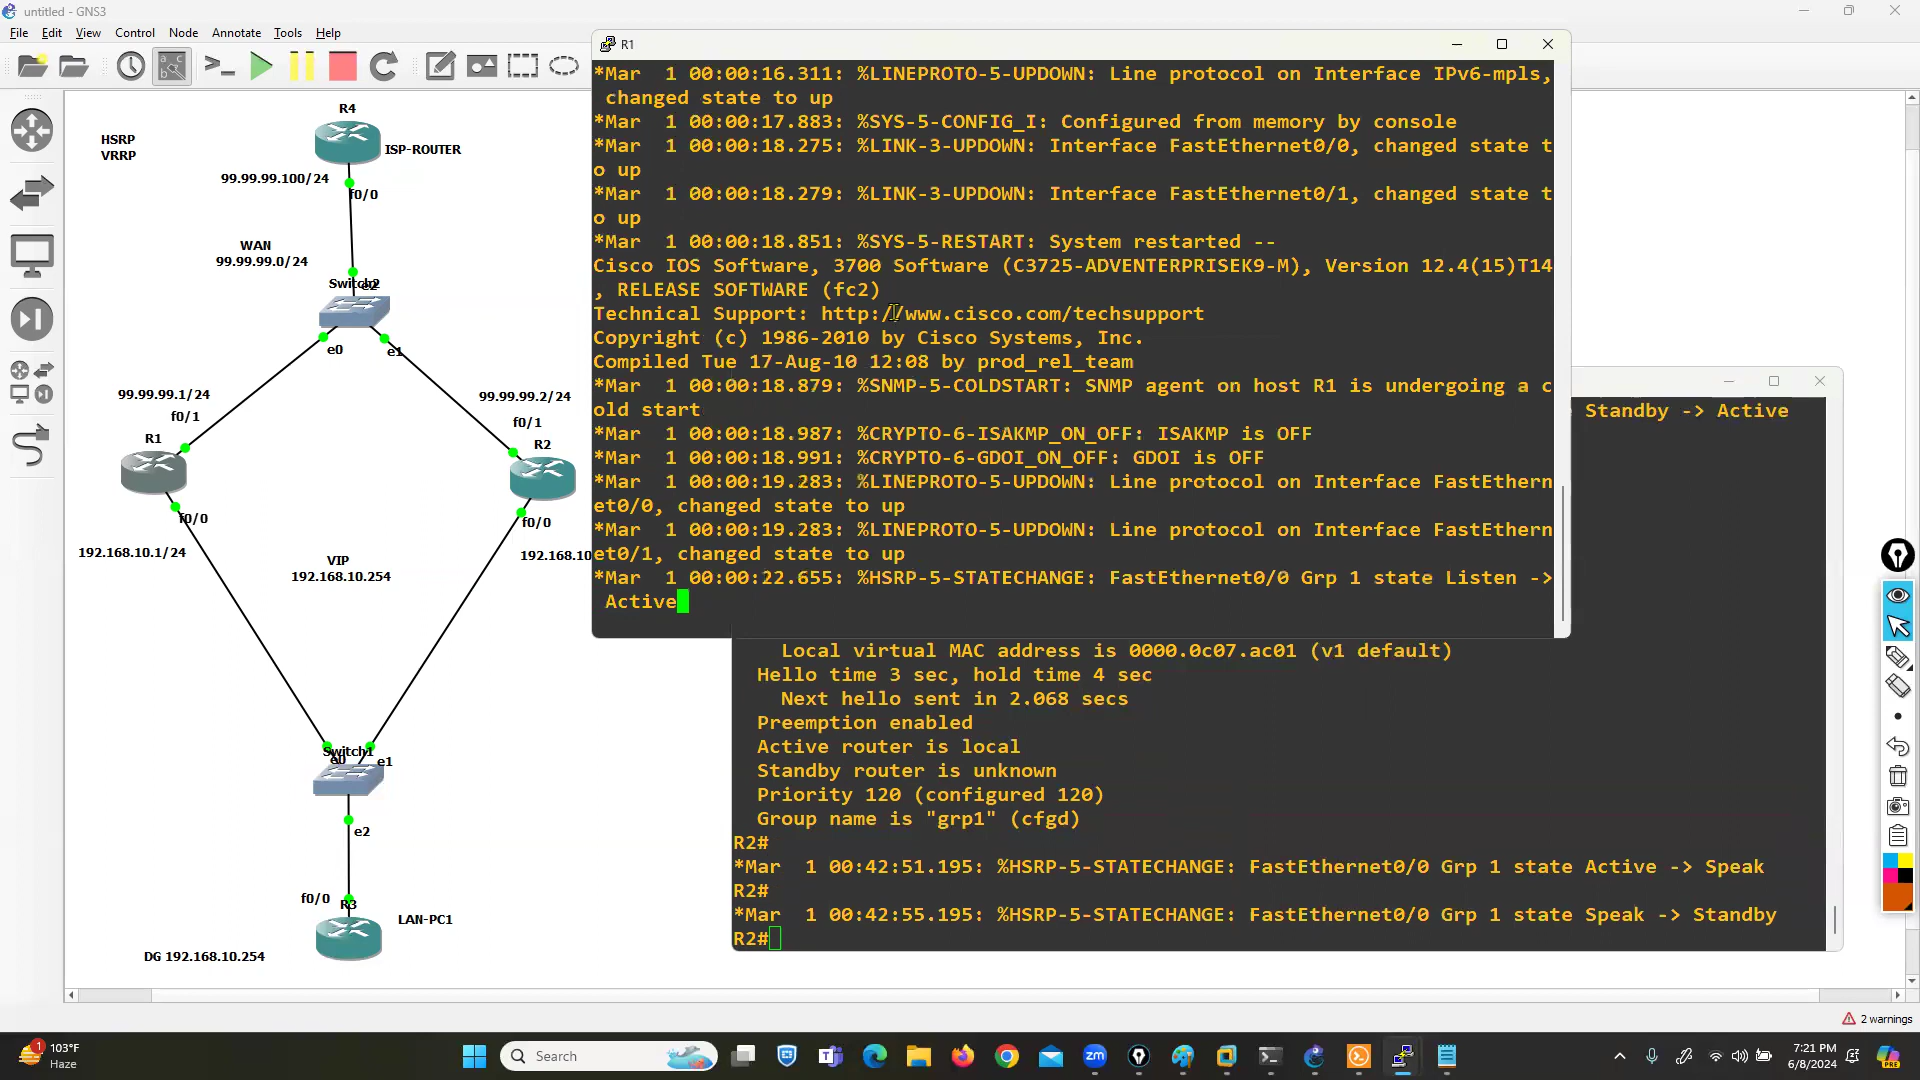 untitled - GNS3
File Edit View Control Node Annotate Tools Help
HSRP
VRRP
R4
ISP-ROUTER
99.99.99.100/24
f0/0
WAN
99.99.99.0/24
Switch2
e2
e0
e1
99.99.99.1/24
f0/1
R1
99.99.99.2/24
f0/1
R2
f0/0
f0/0
192.168.10.1/24
192.168.10
VIP
192.168.10.254
Switch1
e0
e1
e2
f0/0
R3
LAN-PC1
DG 192.168.10.254
R1
*Mar  1 00:00:16.311: %LINEPROTO-5-UPDOWN: Line protocol on Interface IPv6-mpls,
changed state to up
*Mar  1 00:00:17.883: %SYS-5-CONFIG_I: Configured from memory by console
*Mar  1 00:00:18.275: %LINK-3-UPDOWN: Interface FastEthernet0/0, changed state t
o up
*Mar  1 00:00:18.279: %LINK-3-UPDOWN: Interface FastEthernet0/1, changed state t
o up
*Mar  1 00:00:18.851: %SYS-5-RESTART: System restarted --
Cisco IOS Software, 3700 Software (C3725-ADVENTERPRISEK9-M), Version 12.4(15)T14
, RELEASE SOFTWARE (fc2)
Technical Support: http://www.cisco.com/techsupport
Copyright (c) 1986-2010 by Cisco Systems, Inc.
Compiled Tue 17-Aug-10 12:08 by prod_rel_team
*Mar  1 00:00:18.879: %SNMP-5-COLDSTART: SNMP agent on host R1 is undergoing a c
old start
*Mar  1 00:00:18.987: %CRYPTO-6-ISAKMP_ON_OFF: ISAKMP is OFF
*Mar  1 00:00:18.991: %CRYPTO-6-GDOI_ON_OFF: GDOI is OFF
*Mar  1 00:00:19.283: %LINEPROTO-5-UPDOWN: Line protocol on Interface FastEthern
et0/0, changed state to up
*Mar  1 00:00:19.283: %LINEPROTO-5-UPDOWN: Line protocol on Interface FastEthern
et0/1, changed state to up
*Mar  1 00:00:22.655: %HSRP-5-STATECHANGE: FastEthernet0/0 Grp 1 state Listen ->
Active
Standby -> Active
Local virtual MAC address is 0000.0c07.ac01 (v1 default)
Hello time 3 sec, hold time 4 sec
Next hello sent in 2.068 secs
Preemption enabled
Active router is local
Standby router is unknown
Priority 120 (configured 120)
Group name is "grp1" (cfgd)
R2#
*Mar  1 00:42:51.195: %HSRP-5-STATECHANGE: FastEthernet0/0 Grp 1 state Active -> Speak
R2#
*Mar  1 00:42:55.195: %HSRP-5-STATECHANGE: FastEthernet0/0 Grp 1 state Speak -> Standby
R2#
2 warnings
1
103°F
Haze
Search
zm
7:21 PM
6/8/2024
PRE